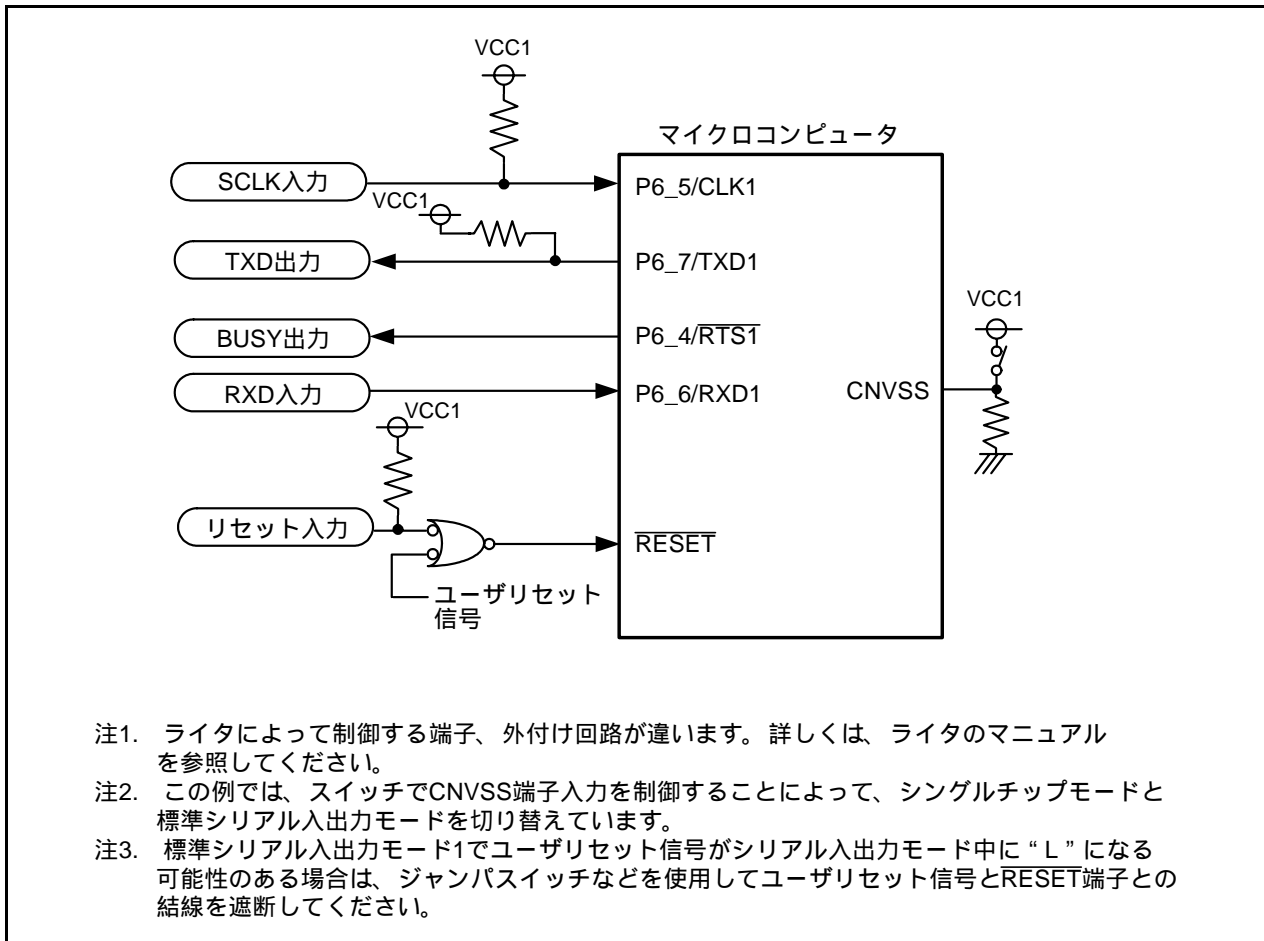 VCC1
マイクロコンピュータ
SCLK入力
P6_5/CLK1
VCC1
TXD出力
P6_7/TXD1
VCC1
BUSY出力
P6_4/RTS1
RXD入力
P6_6/RXD1
CNVSS
VCC1
リセット入力
RESET
ユーザリセット
信号
注1. ライタによって制御する端子、外付け回路が違います。詳しくは、ライタのマニュアル
を参照してください。
注2. この例では、スイッチでCNVSS端子入力を制御することによって、シングルチップモードと
標準シリアル入出力モードを切り替えています。
注3. 標準シリアル入出力モード1でユーザリセット信号がシリアル入出力モード中に“L”になる
可能性のある場合は、ジャンパスイッチなどを使用してユーザリセット信号とRESET端子との
結線を遮断してください。